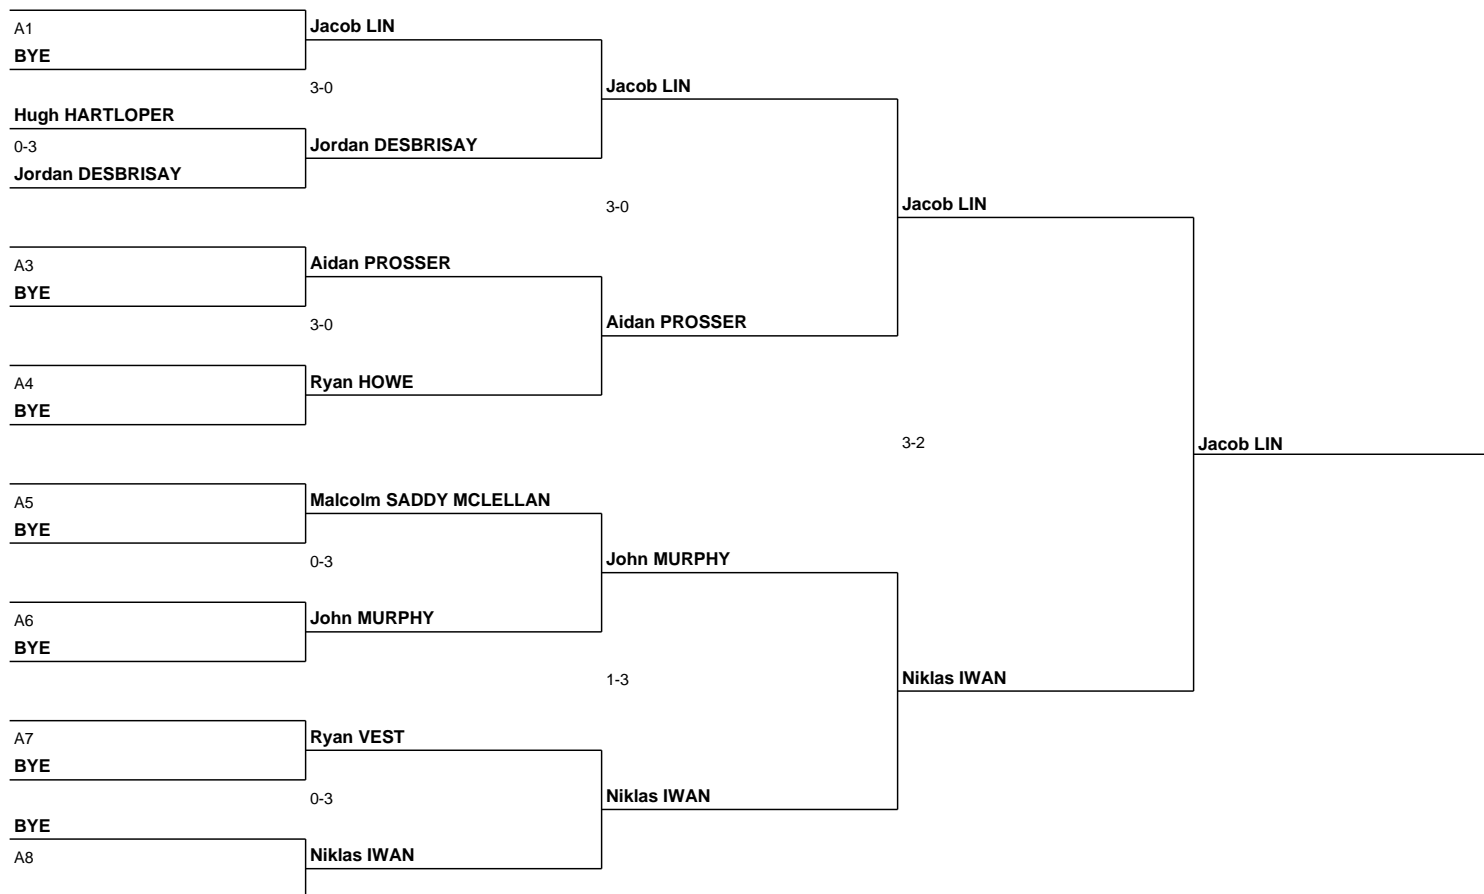 A1
BYE
Jacob LIN
3-0
Hugh HARTLOPER
0-3
Jordan DESBRISAY
Jordan DESBRISAY
Jacob LIN
3-0
A3
BYE
Aidan PROSSER
3-0
A4
BYE
Ryan HOWE
Aidan PROSSER
Jacob LIN
3-2
A5
BYE
Malcolm SADDY MCLELLAN
0-3
A6
BYE
John MURPHY
John MURPHY
1-3
A7
BYE
Ryan VEST
0-3
BYE
A8
Niklas IWAN
Niklas IWAN
Niklas IWAN
Jacob LIN